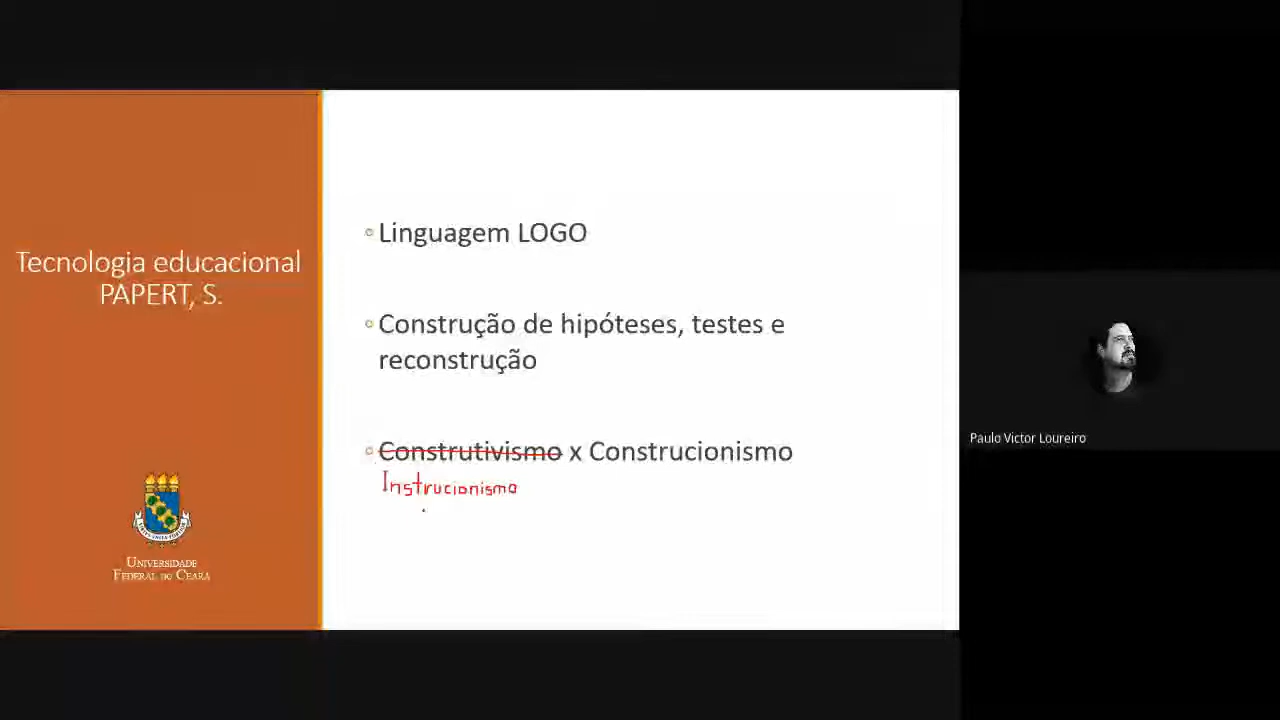 Tecnologia educacional
PAPERT, S.
UNIVERSIDADE
FEDERAL DO CEARÁ
Linguagem LOGO
Construção de hipóteses, testes e
reconstrução
Construtivismo x Construcionismo
Instrucionismo
Paulo Victor Loureiro